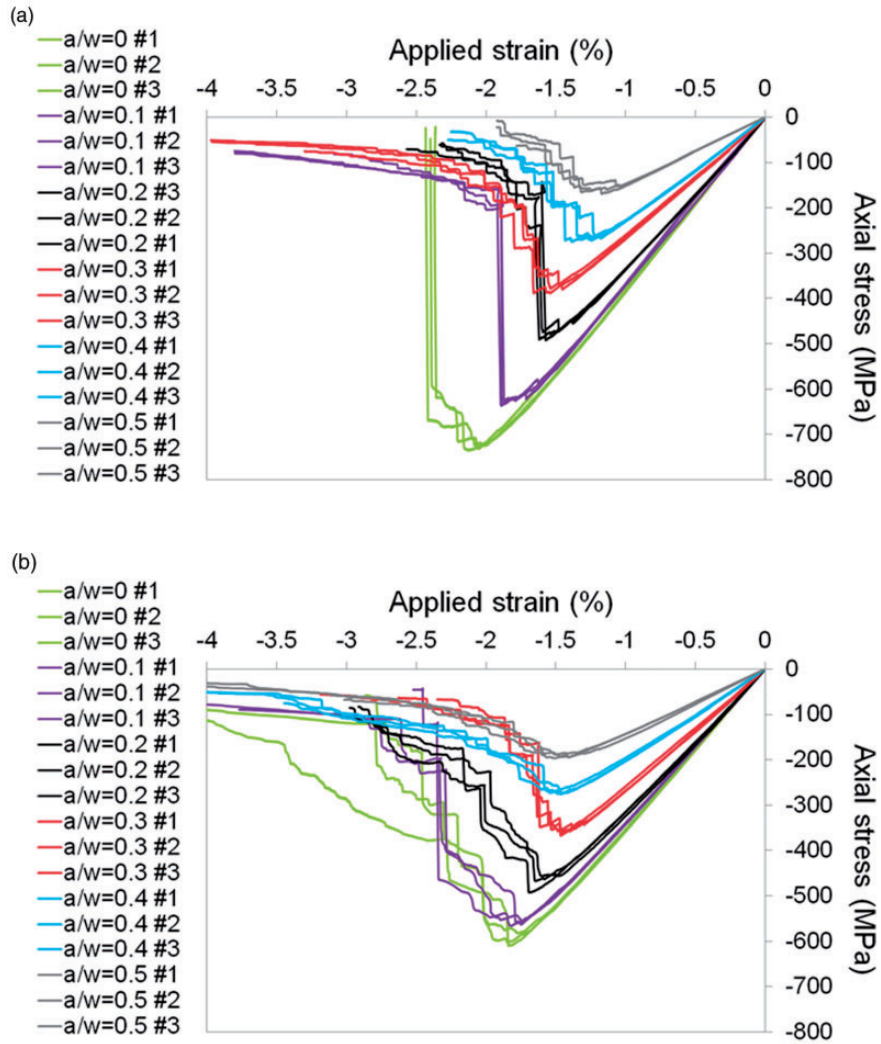 (a)
a/w=0 #1
a/w=0 #2
a/w=0 #3
a/w=0.1 #1
a/w=0.1 #2
a/w=0.1 #3
a/w=0.2 #3
a/w=0.2 #2
a/w=0.2 #1
a/w=0.3 #1
a/w=0.3 #2
a/w=0.3 #3
a/w=0.4 #1
a/w=0.4 #2
a/w=0.4 #3
a/w=0.5 #1
a/w=0.5 #2
a/w=0.5 #3
Applied strain (%)
-4 -3.5 -3 -2.5 -2 -1.5 -1 -0.5 0
0
-100
-200
-300
-400
-500
-600
-700
-800
Axial stress (MPa)
(b)
a/w=0 #1
a/w=0 #2
a/w=0 #3
a/w=0.1 #1
a/w=0.1 #2
a/w=0.1 #3
a/w=0.2 #1
a/w=0.2 #2
a/w=0.2 #3
a/w=0.3 #1
a/w=0.3 #2
a/w=0.3 #3
a/w=0.4 #1
a/w=0.4 #2
a/w=0.4 #3
a/w=0.5 #1
a/w=0.5 #2
a/w=0.5 #3
Applied strain (%)
-4 -3.5 -3 -2.5 -2 -1.5 -1 -0.5 0
0
-100
-200
-300
-400
-500
-600
-700
-800
Axial stress (MPa)